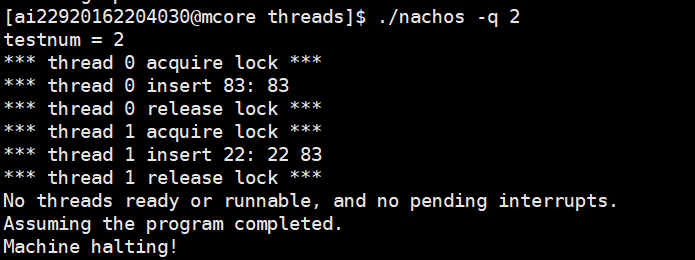 [ai22920162204030@mcore threads]$ ./nachos -q 2
testnum = 2
*** thread 0 acquire lock ***
*** thread 0 insert 83: 83
*** thread 0 release lock ***
*** thread 1 acquire lock ***
*** thread 1 insert 22: 22 83
*** thread 1 release lock ***
No threads ready or runnable, and no pending interrupts.
Assuming the program completed.
Machine halting!